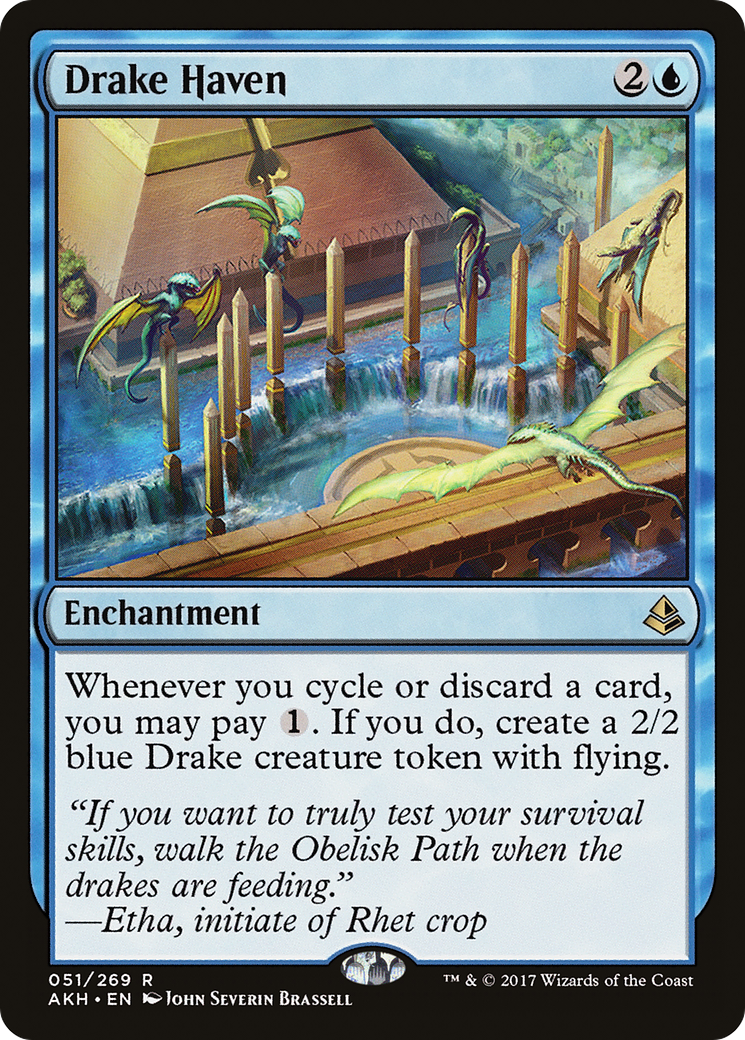 Drake Haven 2
Enchantment
Whenever you cycle or discard a card,
you may pay 1. If you do, create a 2/2
blue Drake creature token with flying.
“If you want to truly test your survival
skills, walk the Obelisk Path when the
drakes are feeding.”
—Etha, initiate of Rhet crop
051/269 R
™ & © 2017 Wizards of the Coast
AKH • EN John Severin Brassell